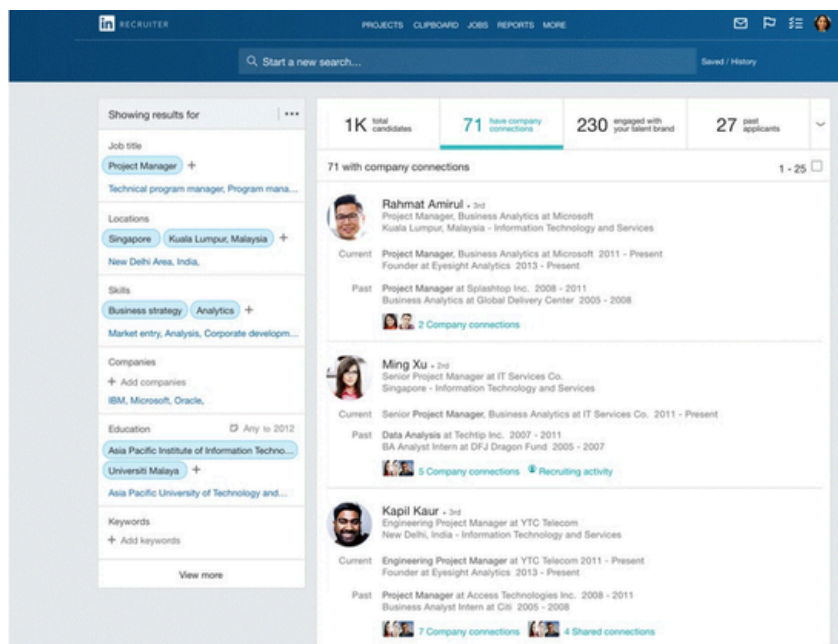 in RECRUITER
PROJECTS CLIPBOARD JOBS REPORTS MORE
Start a new search...
Saved / History
Showing results for
Job title
Project Manager +
Technical program manager, Program mana...
Locations
Singapore Kuala Lumpur, Malaysia +
New Delhi Area, India,
Skills
Business strategy Analytics +
Market entry, Analysis, Corporate developm...
Companies
+ Add companies
IBM, Microsoft, Oracle,
Education Any to 2012
Asia Pacific Institute of Information Techno...
Universiti Malaya +
Asia Pacific University of Technology and...
Keywords
+ Add keywords
View more
1K total candidates
71 have company connections
230 engaged with your talent brand
27 past applicants
71 with company connections
1 - 25
Rahmat Amirul • 3rd
Project Manager, Business Analytics at Microsoft
Kuala Lumpur, Malaysia - Information Technology and Services
Current Project Manager, Business Analytics at Microsoft 2011 - Present
Founder at Eyesight Analytics 2013 - Present
Past Project Manager at Splashtop Inc. 2008 - 2011
Business Analytics at Global Delivery Center 2005 - 2008
2 Company connections
Ming Xu • 2nd
Senior Project Manager at IT Services Co.
Singapore - Information Technology and Services
Current Senior Project Manager, Business Analytics at IT Services Co. 2011 - Present
Past Data Analysis at Techtip Inc. 2007 - 2011
BA Analyst Intern at DFJ Dragon Fund 2005 - 2007
5 Company connections Recruiting activity
Kapil Kaur • 3rd
Engineering Project Manager at YTC Telecom
New Delhi, India - Information Technology and Services
Current Engineering Project Manager at YTC Telecom 2011 - Present
Founder at Eyesight Analytics 2013 - Present
Past Project Manager at Access Technologies Inc. 2008 - 2011
Business Analyst Intern at Citi 2005 - 2008
7 Company connections 4 Shared connections